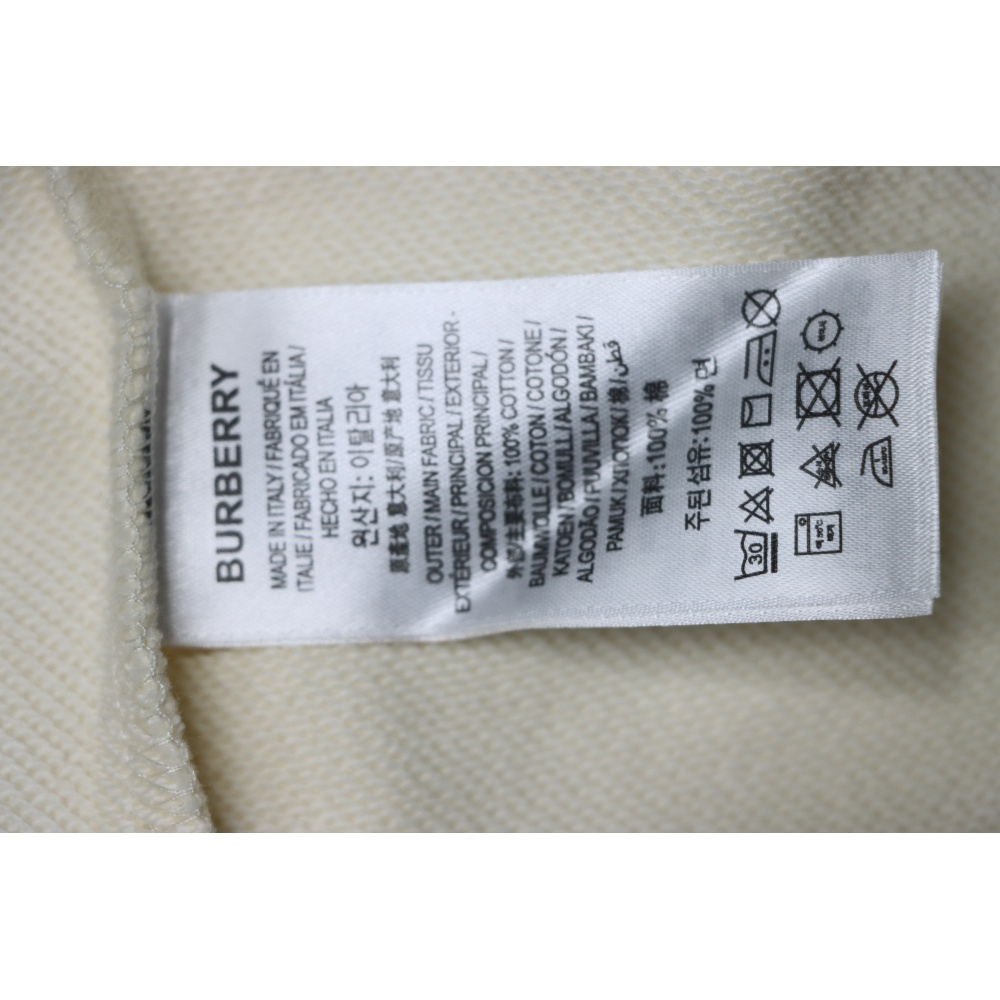 BURBERRY
MADE IN ITALY / FABRIQUÉ EN
ITALIE / FABRICADO EM ITÁLIA /
HECHO EN ITALIA
원산지: 이탈리아
原產地 意大利 / 原产地 意大利
OUTER / MAIN FABRIC / TISSU
EXTÉRIEUR / PRINCIPAL / EXTERIOR -
COMPOSICION PRINCIPAL /
外部/主要布料: 100% COTTON /
BAUMWOLLE / COTON / COTONE /
KATOEN / BOMULL / ALGODÓN /
ALGODÃO / PUUVILLA / BAMBAKI /
PAMUK / ХЛОПОК / 棉 / قطن
面料: 100% 棉
주된 섬유: 100% 면
30